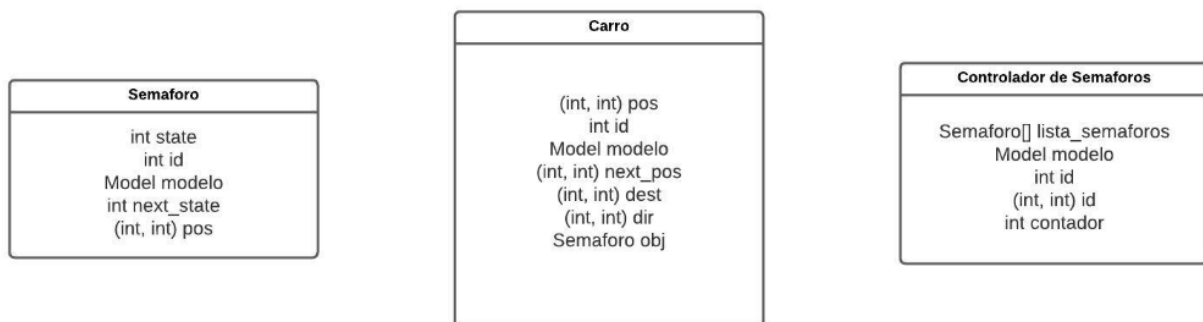 Semaforo
int state
int id
Model modelo
int next_state
(int, int) pos
Carro
(int, int) pos
int id
Model modelo
(int, int) next_pos
(int, int) dest
(int, int) dir
Semaforo obj
Controlador de Semaforos
Semaforo[] lista_semaforos
Model modelo
int id
(int, int) id
int contador